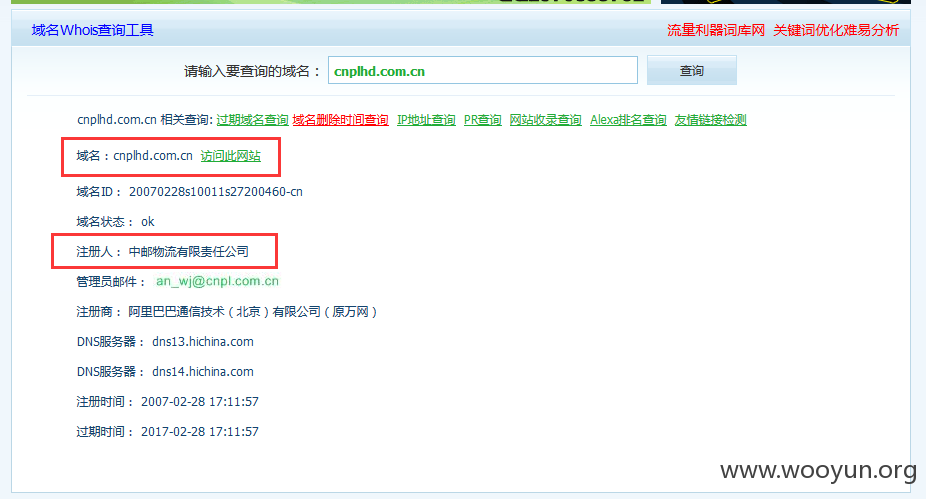 域名Whois查询工具
流量利器词库网 关键词优化难易分析
请输入要查询的域名： cnplhd.com.cn 查询
cnplhd.com.cn 相关查询: 过期域名查询 域名删除时间查询 IP地址查询 PR查询 网站收录查询 Alexa排名查询 友情链接检测
域名：cnplhd.com.cn 访问此网站
域名ID： 20070228s10011s27200460-cn
域名状态： ok
注册人： 中邮物流有限责任公司
管理员邮件： an_wj@cnpl.com.cn
注册商： 阿里巴巴通信技术（北京）有限公司（原万网）
DNS服务器： dns13.hichina.com
DNS服务器： dns14.hichina.com
注册时间： 2007-02-28 17:11:57
过期时间： 2017-02-28 17:11:57
www.wooyun.org